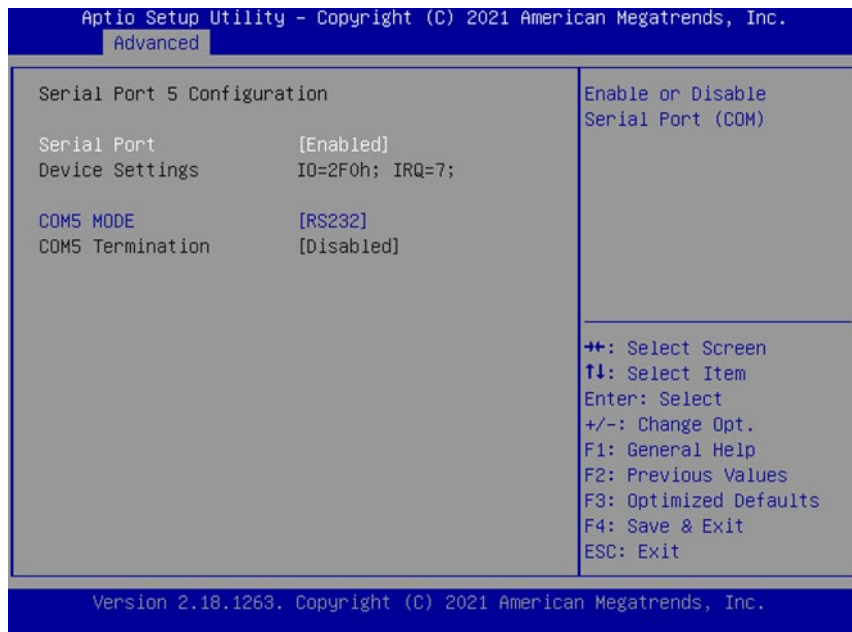 Aptio Setup Utility – Copyright (C) 2021 American Megatrends, Inc.
Advanced
Serial Port 5 Configuration
Serial Port [Enabled]
Device Settings IO=2F0h; IRQ=7;
COM5 MODE [RS232]
COM5 Termination [Disabled]
Enable or Disable
Serial Port (COM)
→←: Select Screen
↑↓: Select Item
Enter: Select
+/-: Change Opt.
F1: General Help
F2: Previous Values
F3: Optimized Defaults
F4: Save & Exit
ESC: Exit
Version 2.18.1263. Copyright (C) 2021 American Megatrends, Inc.